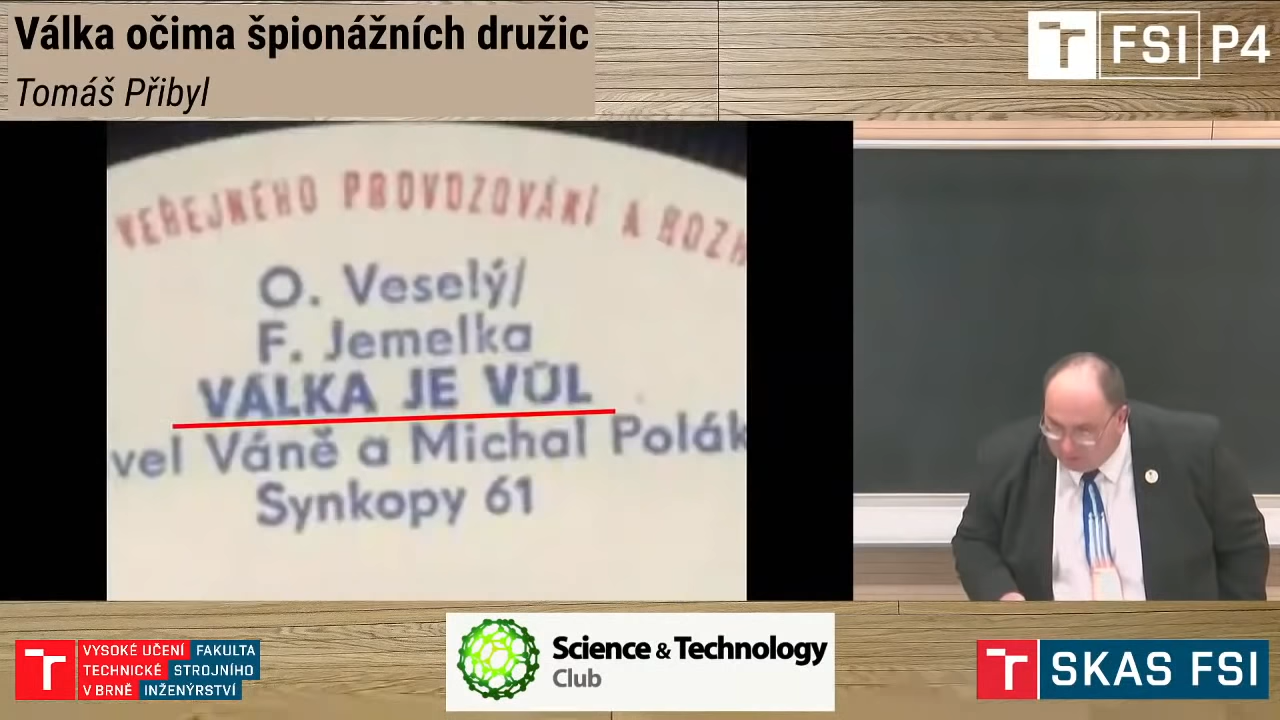 Válka očima špionážních družic
Tomáš Přibyl
FSI P4
VEŘEJNÉHO PROVOZOVÁNÍ A ROZH
O. Veselý/
F. Jemelka
VÁLKA JE VŮL
vel Váně a Michal Polák
Synkopy 61
VYSOKÉ UČENÍ FAKULTA
TECHNICKÉ STROJNÍHO
V BRNĚ INŽENÝRSTVÍ
Science & Technology
Club
SKAS FSI